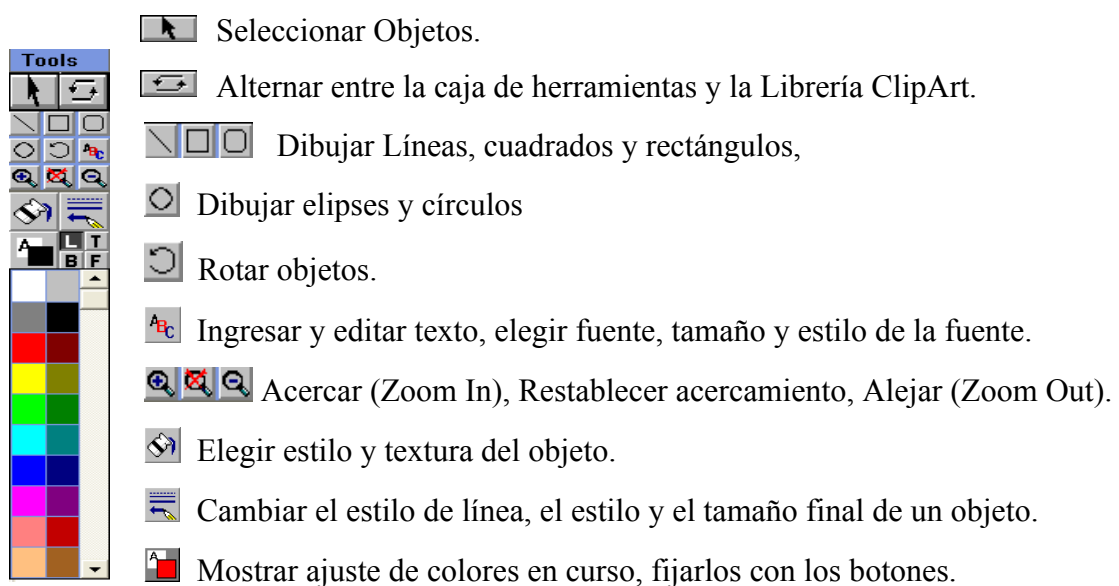 Seleccionar Objetos.
Tools
Alternar entre la caja de herramientas y la Librería ClipArt.
Dibujar Líneas, cuadrados y rectángulos,
ABC
Dibujar elipses y círculos
A L T
B F
Rotar objetos.
ABC Ingresar y editar texto, elegir fuente, tamaño y estilo de la fuente.
Acercar (Zoom In), Restablecer acercamiento, Alejar (Zoom Out).
Elegir estilo y textura del objeto.
Cambiar el estilo de línea, el estilo y el tamaño final de un objeto.
A Mostrar ajuste de colores en curso, fijarlos con los botones.